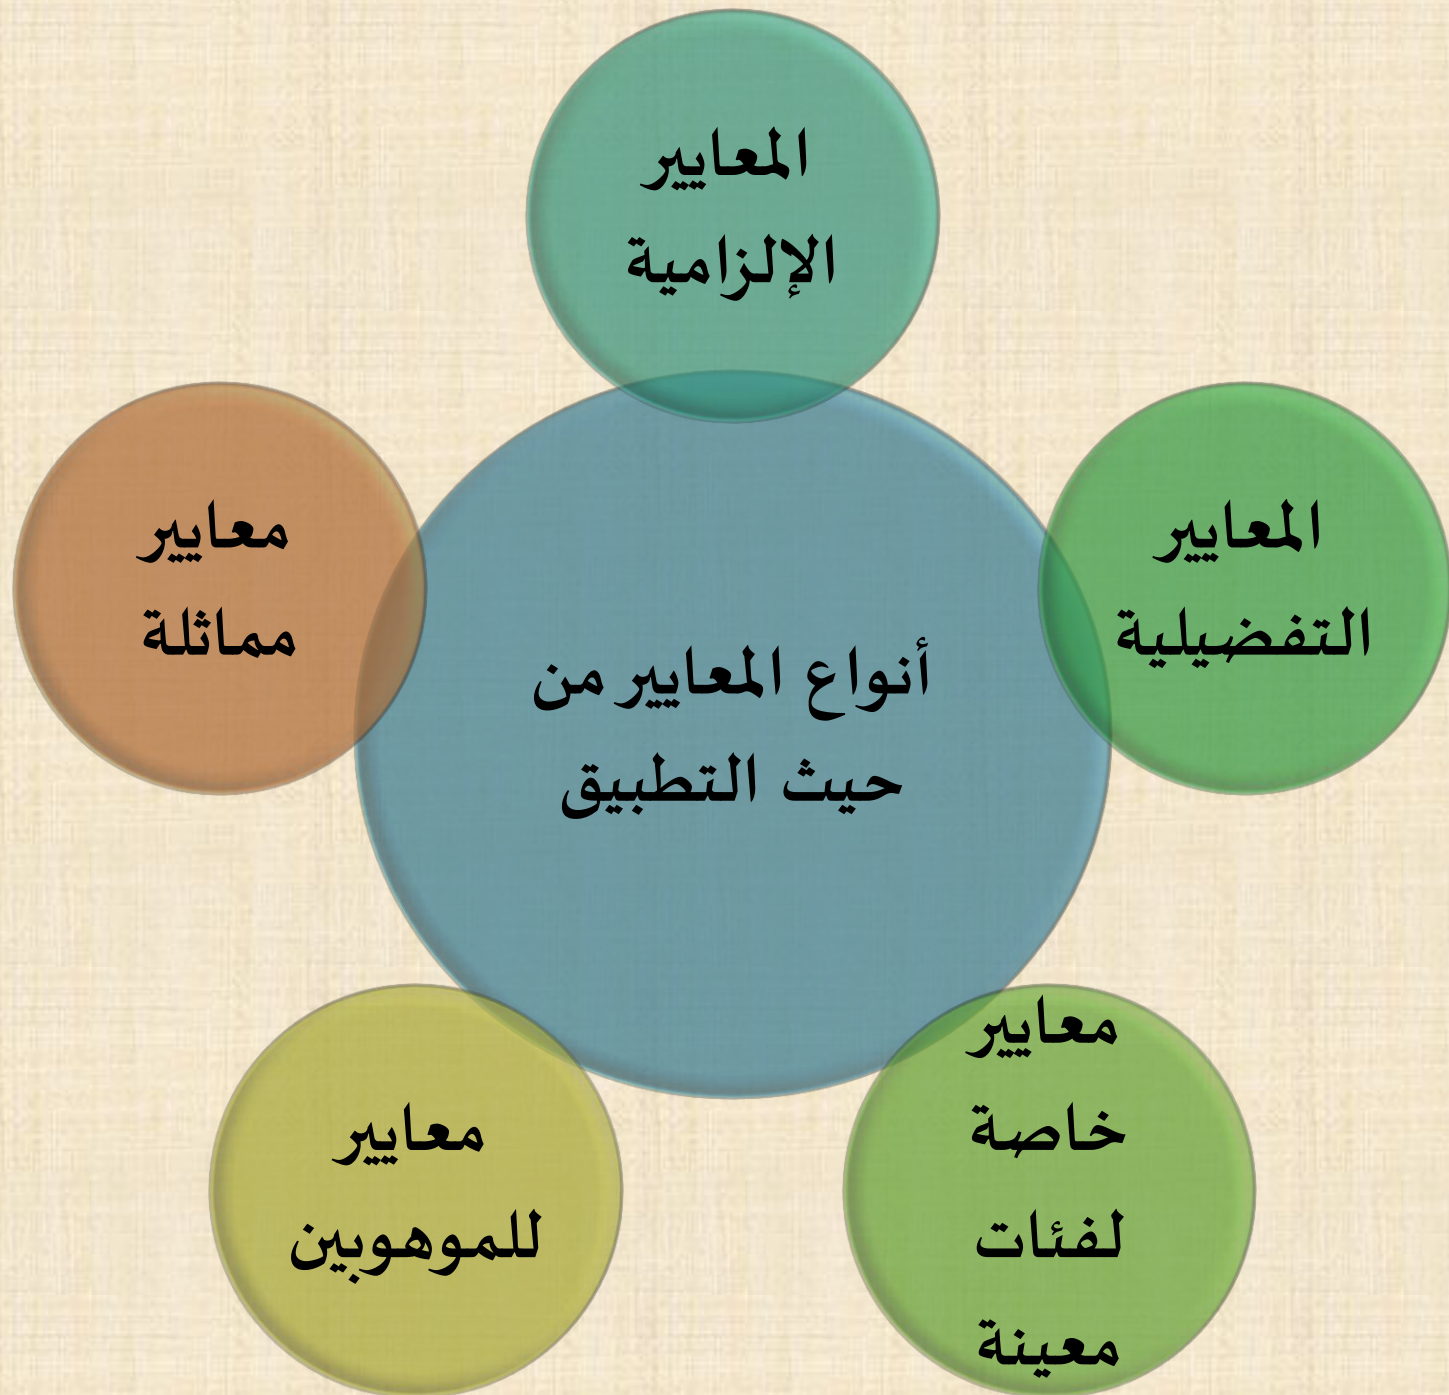 المعايير
الإلزامية
المعايير
التفضيلية
معايير
مماثلة
أنواع المعايير من
حيث التطبيق
معايير
خاصة
لفئات
معينة
معايير
للموهوبين